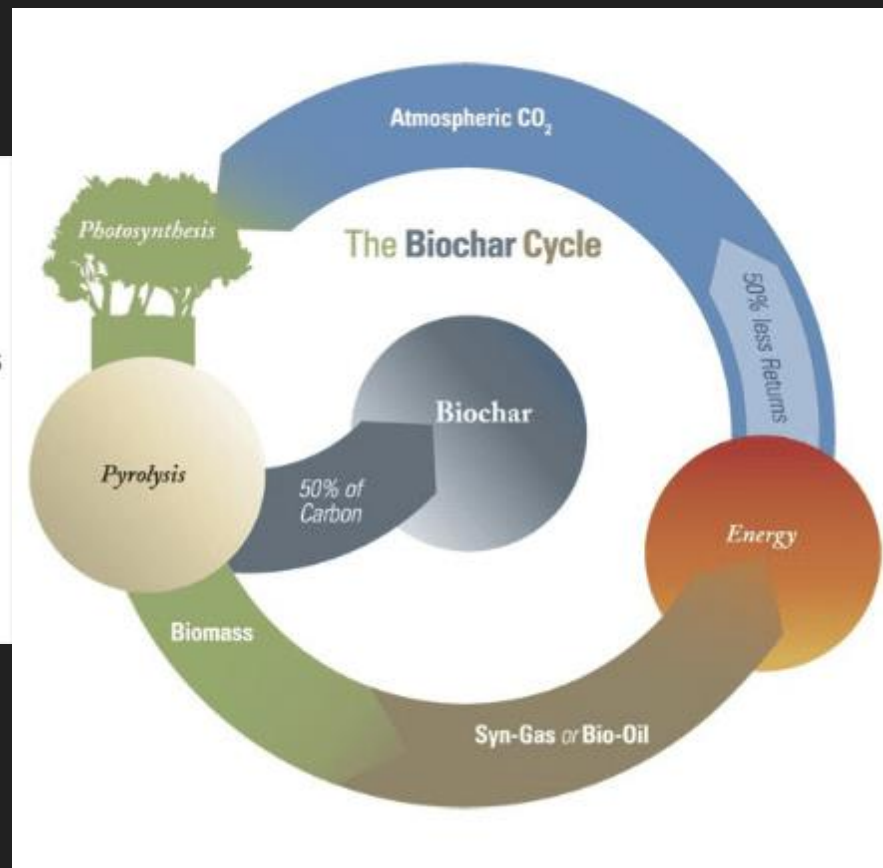 Atmospheric CO₂
Photosynthesis
The Biochar Cycle
50% less Returns
Biochar
Pyrolysis
50% of
Carbon
Energy
Biomass
Syn-Gas or Bio-Oil